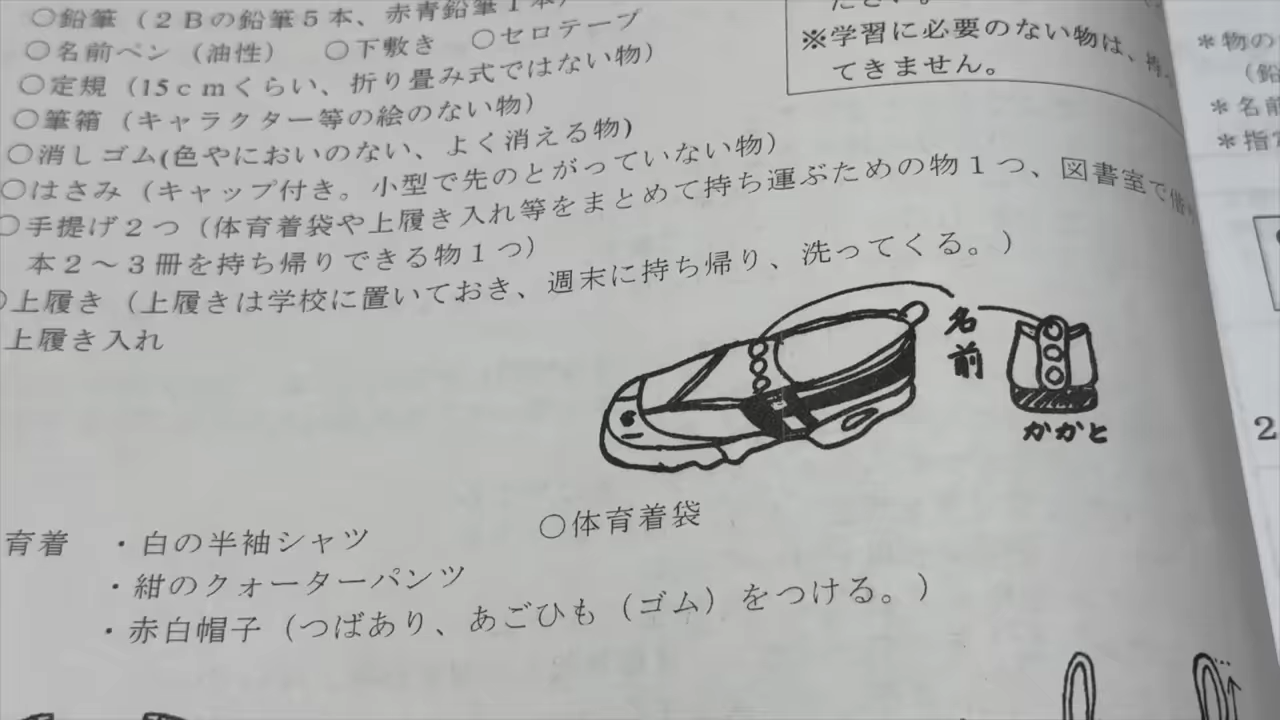 ○鉛筆（２Ｂの鉛筆５本、赤青鉛筆１本）
○名前ペン（油性）　○下敷き　○セロテープ
○定規（15ｃｍくらい、折り畳み式ではない物）
○筆箱（キャラクター等の絵のない物）
○消しゴム(色やにおいのない、よく消える物)
○はさみ（キャップ付き。小型で先のとがっていない物）
○手提げ２つ（体育着袋や上履き入れ等をまとめて持ち運ぶための物１つ、図書室で借り
本２～３冊を持ち帰りできる物１つ）
○上履き（上履きは学校に置いておき、週末に持ち帰り、洗ってくる。）
上履き入れ
名前
かかと
○体育着袋
育着　・白の半袖シャツ
・紺のクォーターパンツ
・赤白帽子（つばあり、あごひも（ゴム）をつける。）
ださい。
※学習に必要のない物は、持
てきません。
＊物の
（鉛
＊名前
＊指定
2